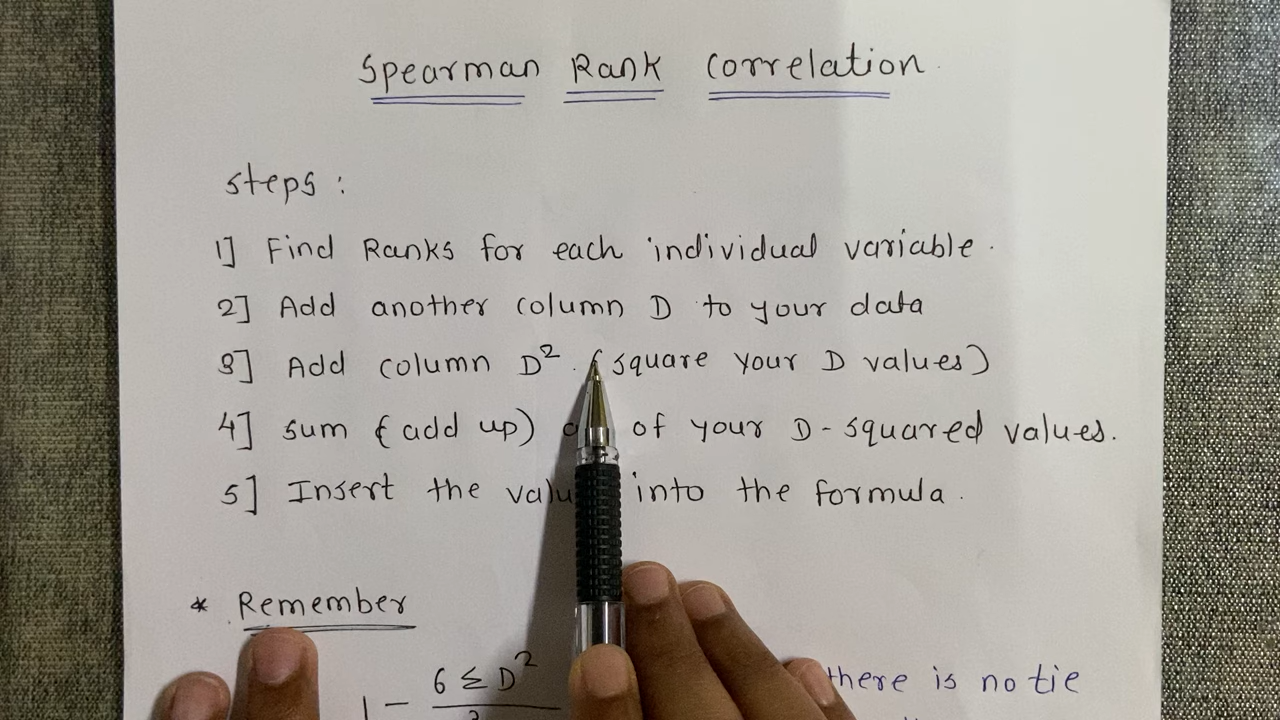 Spearman Rank Correlation
Steps :
1] Find Ranks for each individual variable.
2] Add another column D to your data
3] Add column D². (square your D values)
4] sum (add up) of your D-squared values.
5] Insert the into the formula.
* Remember
1 - 6 Σ D²
there is no tie